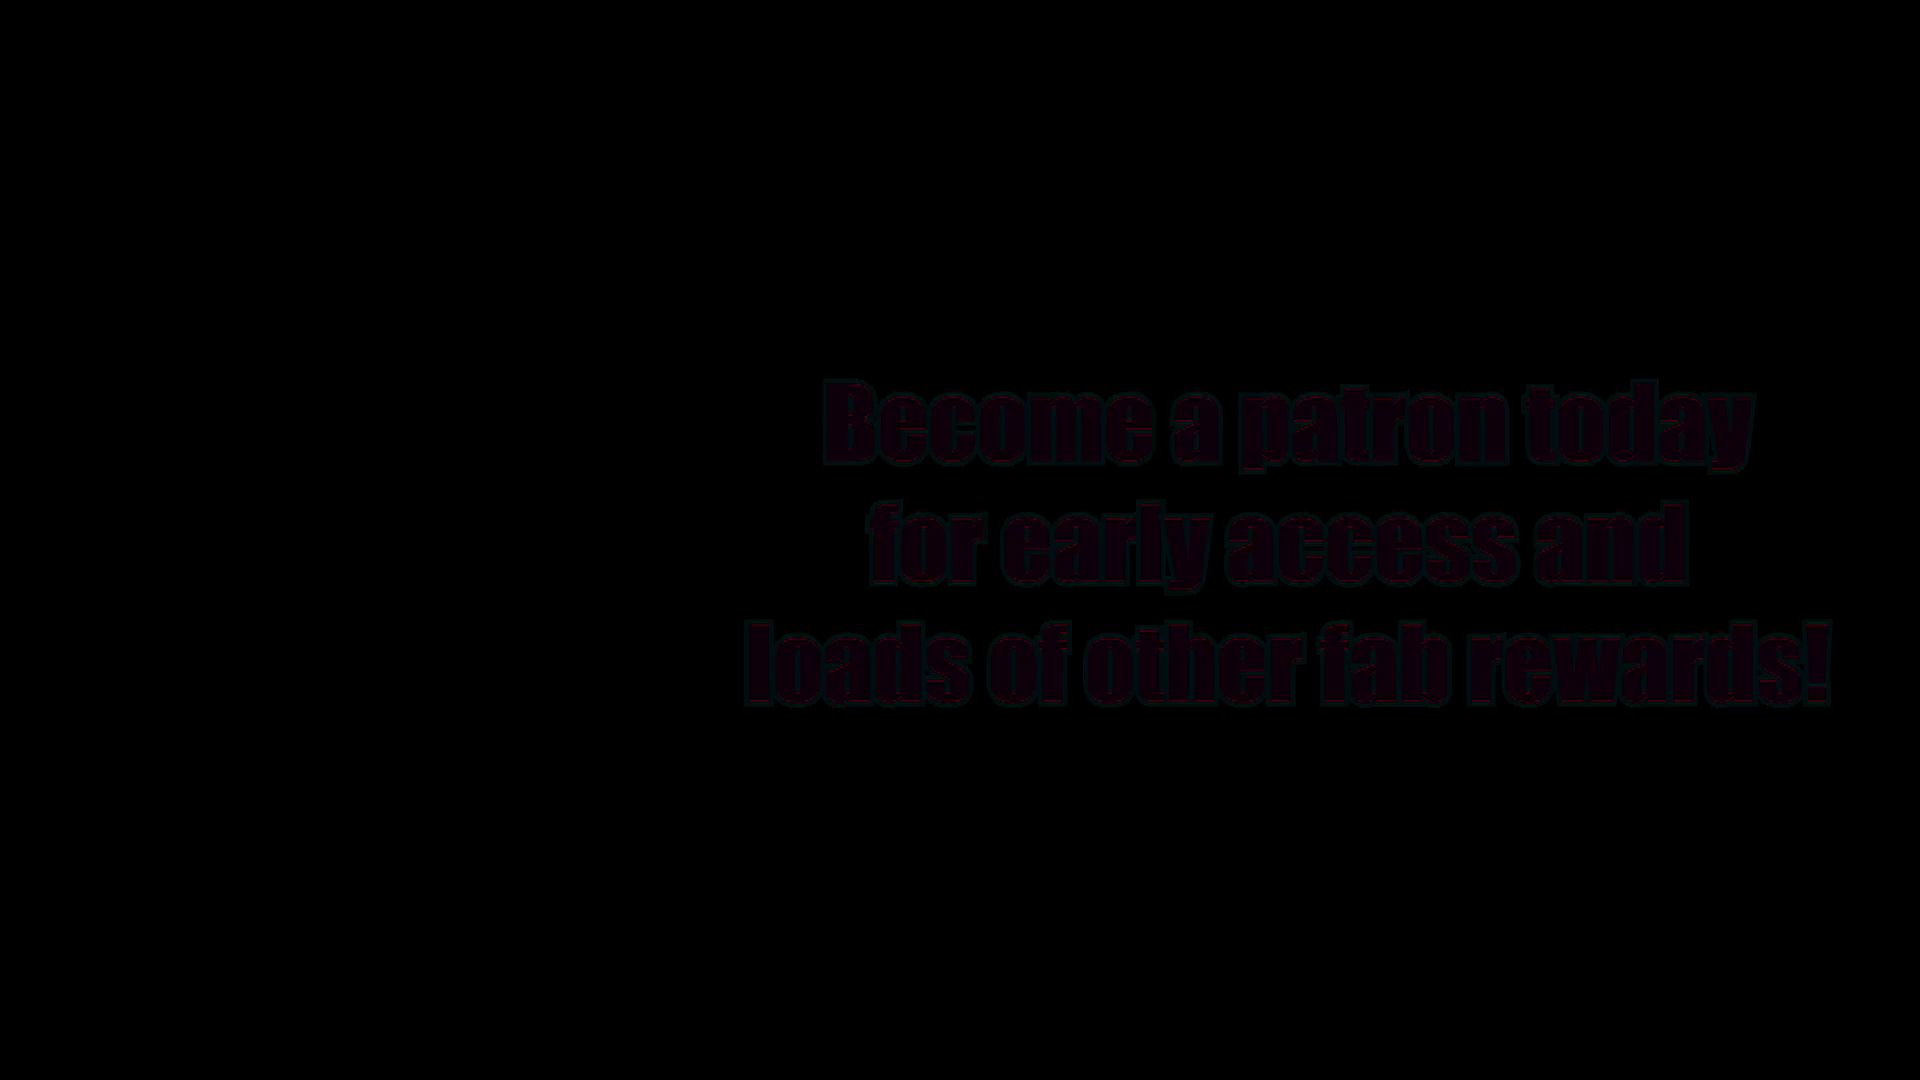 Become a patron today
for early access and
loads of other fab rewards!